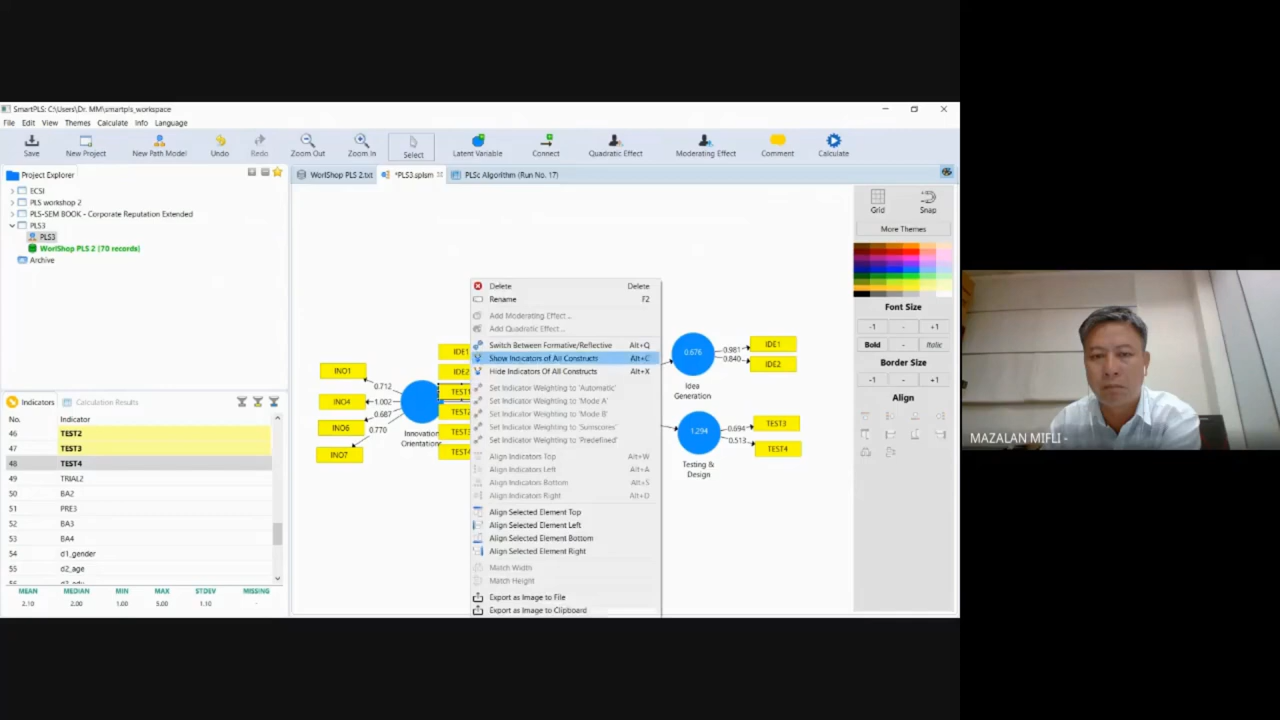 SmartPLS: C:\Users\Dr. MM\smartpls_workspace
File Edit View Themes Calculate Info Language
Save New Project New Path Model Undo Redo Zoom Out Zoom In Select Latent Variable Connect Quadratic Effect Moderating Effect Comment Calculate
Project Explorer
ECSI
PLS workshop 2
PLS-SEM BOOK - Corporate Reputation Extended
PLS3
PLS3
WorlShop PLS 2 (70 records)
Archive
Indicators Calculation Results
No. Indicator
46 TEST2
47 TEST3
48 TEST4
49 TRIAL2
50 BA2
51 PRE3
52 BA3
53 BA4
54 d1_gender
55 d2_age
MEAN MEDIAN MIN MAX STDEV MISSING
2.10 2.00 1.00 5.00 1.10 -
WorlShop PLS 2.txt *PLS3.splsm PLSc Algorithm (Run No. 17)
INO1
INO4
INO6
INO7
0.712
1.002
0.687
0.770
Innovation
Orientation
IDE1
IDE2
TEST1
TEST2
TEST3
TEST4
Delete Delete
Rename F2
Add Moderating Effect...
Add Quadratic Effect...
Switch Between Formative/Reflective Alt+Q
Show Indicators of All Constructs Alt+C
Hide Indicators Of All Constructs Alt+X
Set Indicator Weighting to 'Automatic'
Set Indicator Weighting to 'Mode A'
Set Indicator Weighting to 'Mode B'
Set Indicator Weighting to 'Sumscores'
Set Indicator Weighting to 'Predefined'
Align Indicators Top Alt+W
Align Indicators Left Alt+A
Align Indicators Bottom Alt+S
Align Indicators Right Alt+D
Align Selected Element Top
Align Selected Element Left
Align Selected Element Bottom
Align Selected Element Right
Match Width
Match Height
Export as Image to File
Export as Image to Clipboard
0.676
0.981
0.840
IDE1
IDE2
Idea
Generation
1.294
0.694
0.513
TEST3
TEST4
Testing &
Design
Grid Snap
More Themes
Font Size
-1 - +1
Bold - Italic
Border Size
-1 - +1
Align
MAZALAN MIFLI -